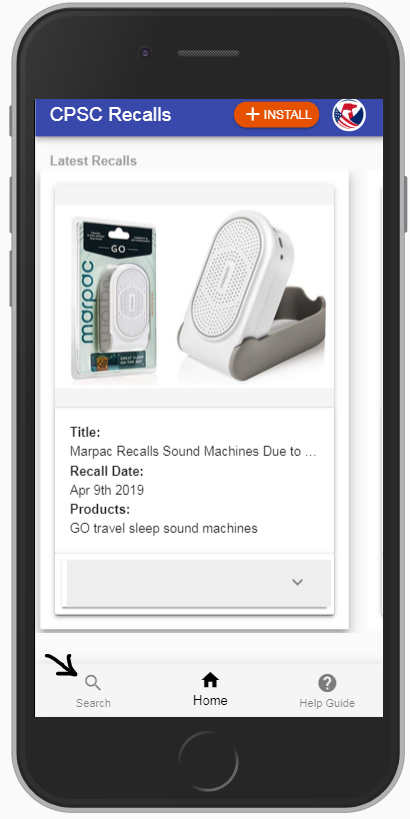 CPSC Recalls
+ INSTALL
Latest Recalls
GO
marpac
Title:
Marpac Recalls Sound Machines Due to ...
Recall Date:
Apr 9th 2019
Products:
GO travel sleep sound machines
Search
Home
Help Guide